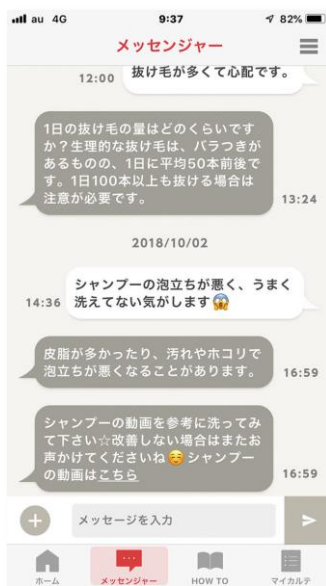 au 4G 9:37 82%
メッセンジャー
抜け毛が多くて心配です。
12:00
1日の抜け毛の量はどのくらいです
か？生理的な抜け毛は、バラつきが
あるものの、1日に平均50本前後で
す。1日100本以上も抜ける場合は
注意が必要です。
13:24
2018/10/02
シャンプーの泡立ちが悪く、うまく
洗えてない気がします😱
14:36
皮脂が多かったり、汚れやホコリで
泡立ちが悪くなることがあります。
16:59
シャンプーの動画を参考に洗ってみ
て下さい☆改善しない場合はまたお
声かけてくださいね☺️シャンプー
の動画はこちら
16:59
メッセージを入力
ホーム メッセンジャー HOW TO マイカルテ